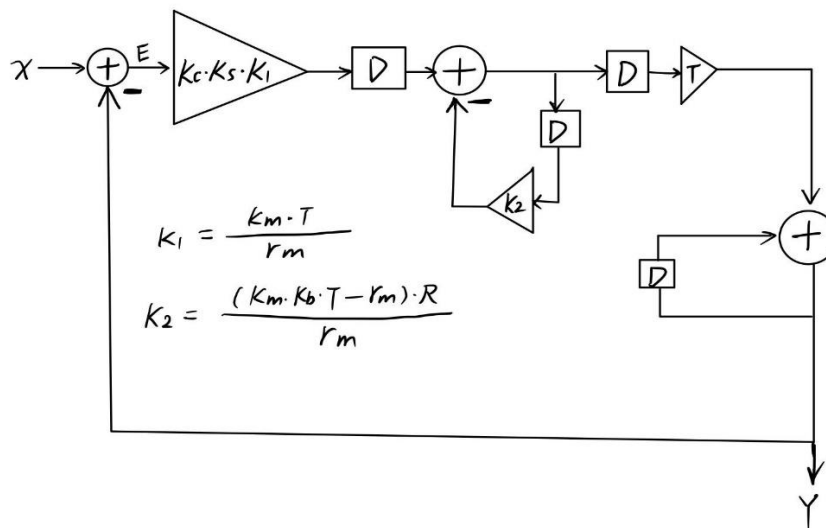 X
+
E
-
Kc·Ks·K1
D
+
-
D
T
D
K2
K1 = Km·T / rm
K2 = (Km·Kb·T-rm)·R / rm
+
D
Y